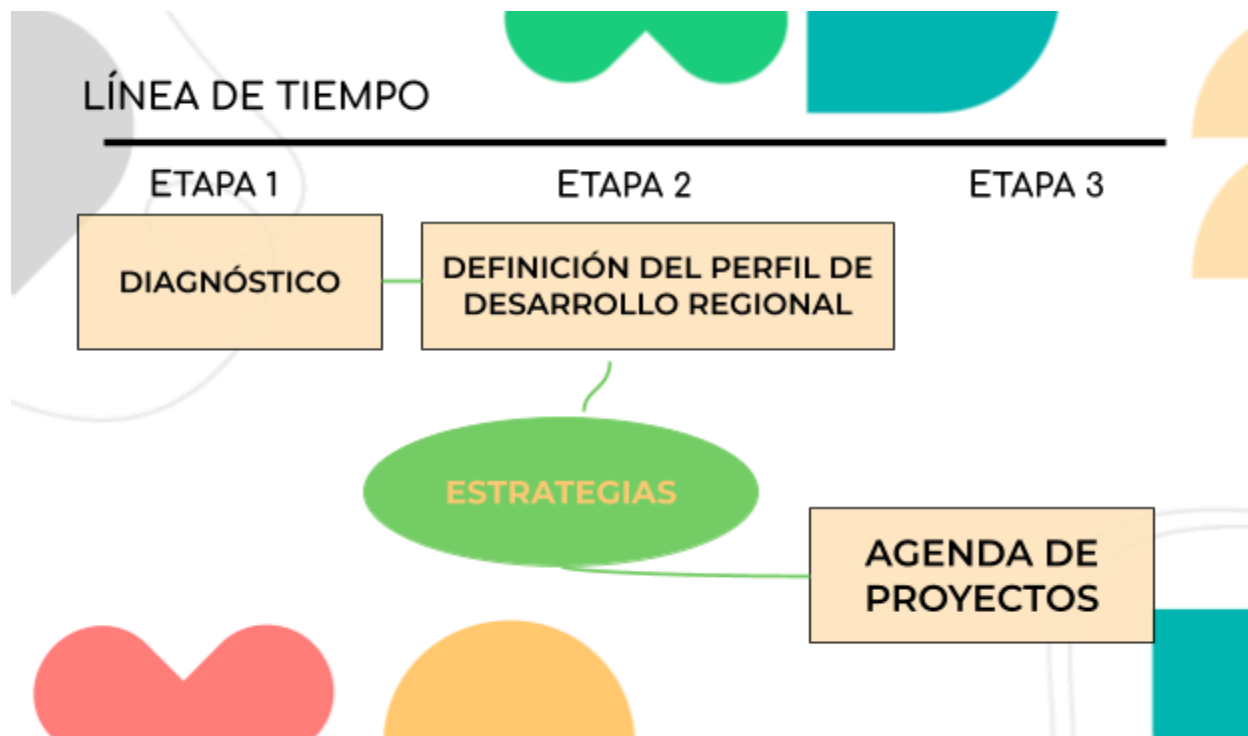 LÍNEA DE TIEMPO
ETAPA 1
ETAPA 2
ETAPA 3
DIAGNÓSTICO
DEFINICIÓN DEL PERFIL DE
DESARROLLO REGIONAL
ESTRATEGIAS
AGENDA DE
PROYECTOS